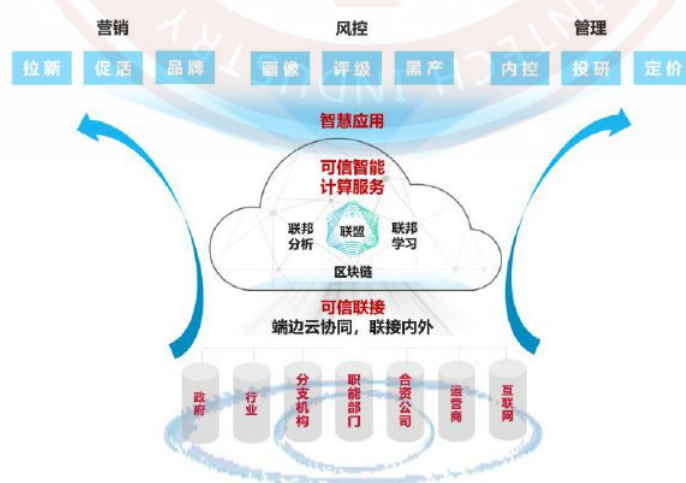 营销 风控 管理
拉新 促活 品牌 画像 评级 黑产 内控 投研 定价
INTECH INDUSTRY
智慧应用
可信智能
计算服务
联邦
分析
联盟
联邦
学习
区块链
可信联接
端边云协同，联接内外
政府
行业
分支机构
职能部门
合资公司
运营商
互联网